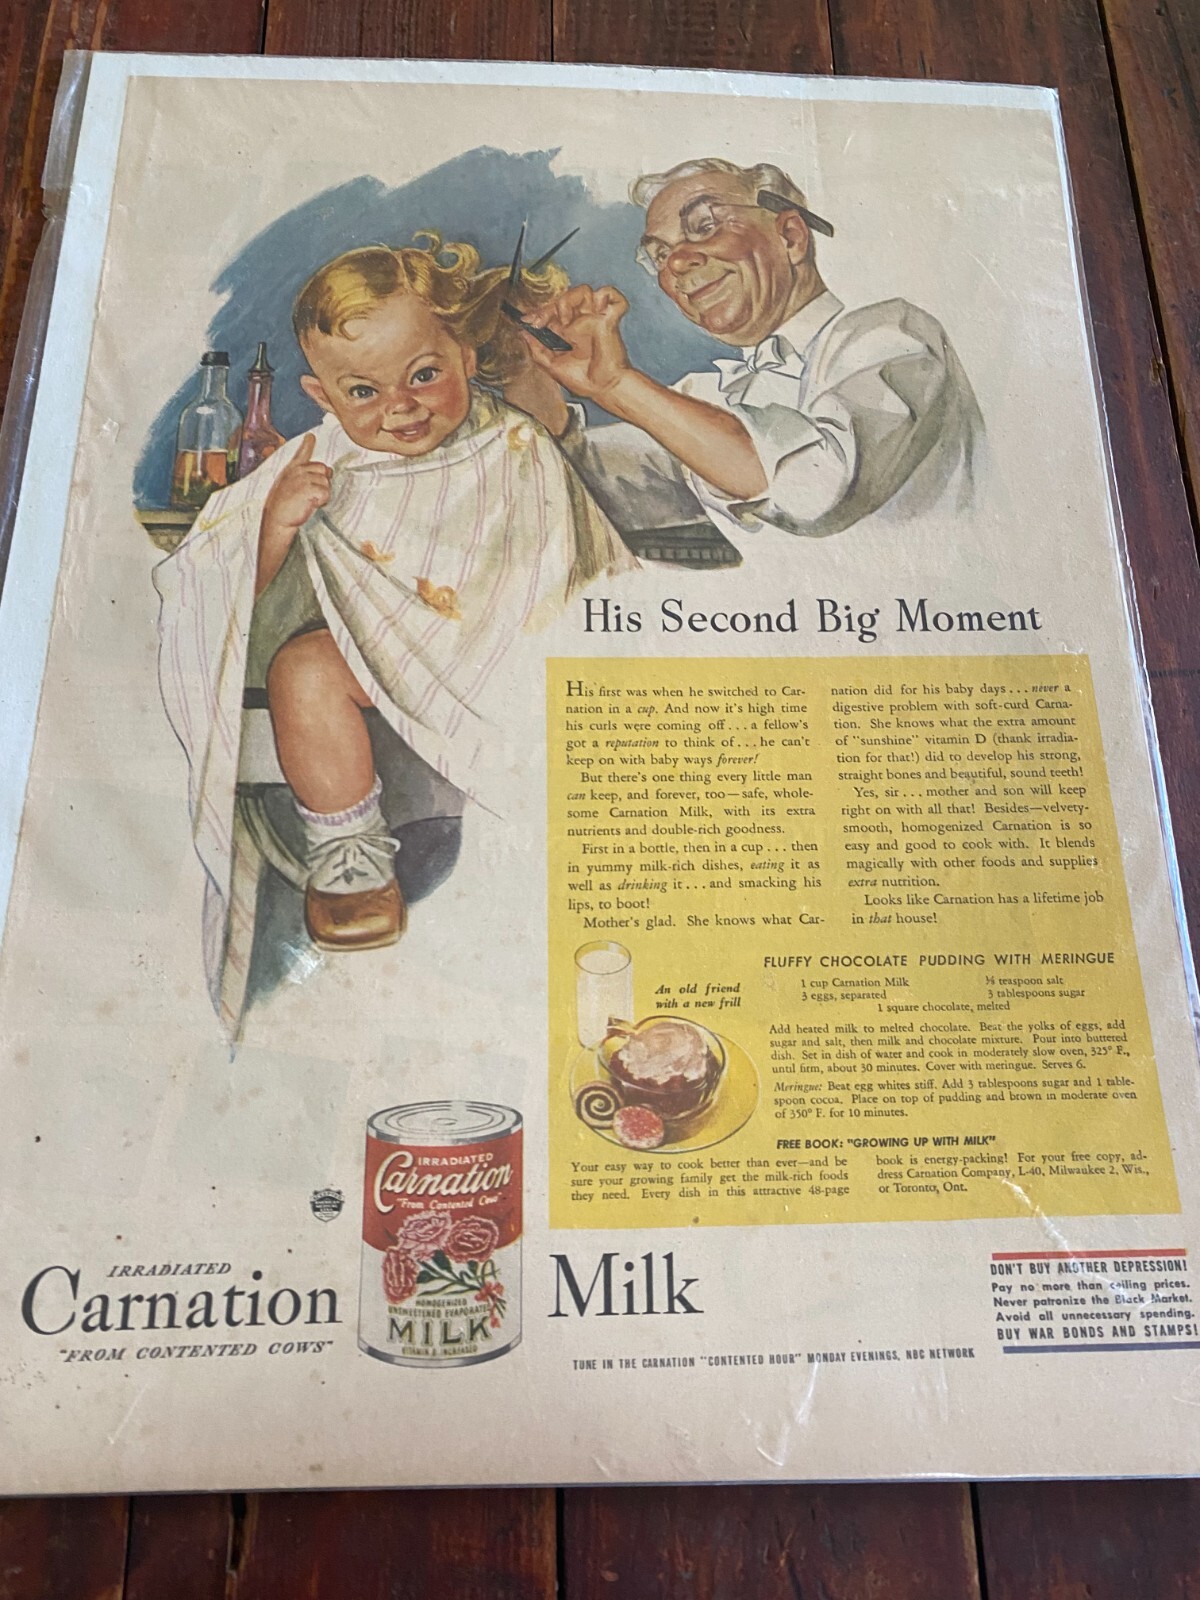 His Second Big Moment
His first was when he switched to Car-
nation in a cup. And now it's high time
his curls were coming off . . . a fellow's
got a reputation to think of . . . he can't
keep on with baby ways forever!
But there's one thing every little man
can keep, and forever, too—safe, whole-
some Carnation Milk, with its extra
nutrients and double-rich goodness.
First in a bottle, then in a cup . . . then
in yummy milk-rich dishes, eating it as
well as drinking it . . . and smacking his
lips, to boot!
Mother's glad. She knows what Car-
nation did for his baby days . . . never a
digestive problem with soft-curd Carna-
tion. She knows what the extra amount
of "sunshine" vitamin D (thank irradia-
tion for that!) did to develop his strong,
straight bones and beautiful, sound teeth!
Yes, sir . . . mother and son will keep
right on with all that! Besides—velvety-
smooth, homogenized Carnation is so
easy and good to cook with. It blends
magically with other foods and supplies
extra nutrition.
Looks like Carnation has a lifetime job
in that house!
An old friend
with a new frill
FLUFFY CHOCOLATE PUDDING WITH MERINGUE
1 cup Carnation Milk
3 eggs, separated
teaspoon salt
3 tablespoons sugar
1 square chocolate, melted
Add heated milk to melted chocolate. Beat the yolks of eggs, add
sugar and salt, then milk and chocolate mixture. Pour into buttered
dish. Set in dish of water and cook in moderately slow oven, 325° F.,
until firm, about 30 minutes. Cover with meringue. Serves 6.
Meringue: Beat egg whites stiff. Add 3 tablespoons sugar and 1 table-
spoon cocoa. Place on top of pudding and brown in moderate oven
of 350° F. for 10 minutes.
FREE BOOK: "GROWING UP WITH MILK"
Your easy way to cook better than ever—and be
sure your growing family get the milk-rich foods
they need. Every dish in this attractive 48-page
book is energy-packing! For your free copy, ad-
dress Carnation Company, L-40, Milwaukee 2, Wis.,
or Toronto, Ont.
IRRADIATED
Carnation
"From Contented Cows"
HOMOGENIZED
UNSWEETENED EVAPORATED
MILK
VITAMIN D INCREASED
IRRADIATED
Carnation Milk
"FROM CONTENTED COWS"
DON'T BUY ANOTHER DEPRESSION!
Pay no more than ceiling prices.
Never patronize the Black Market.
Avoid all unnecessary spending.
BUY WAR BONDS AND STAMPS!
TUNE IN THE CARNATION "CONTENTED HOUR" MONDAY EVENINGS, NBC NETWORK